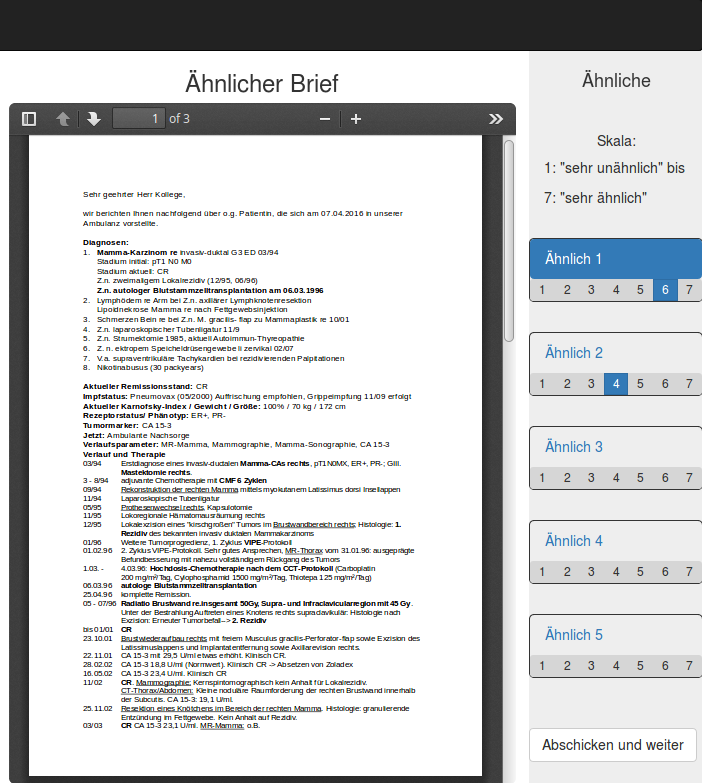 Ähnlicher Brief
1 of 3
Sehr geehrter Herr Kollege,
wir berichten Ihnen nachfolgend über o.g. Patientin, die sich am 07.04.2016 in unserer
Ambulanz vorstellte.
Diagnosen:
1. Mamma-Karzinom re invasiv-duktal G3 ED 03/94
Stadium initial: pT1 N0 M0
Stadium aktuell: CR
Z.n. zweimaligem Lokalrezidiv (12/95, 06/96)
Z.n. autologer Blutstammzelltransplantation am 06.03.1996
2. Lymphödem re Arm bei Z.n. axillärer Lymphknotenresektion
Lipoidnekrose Mamma re nach Fettgewebsinjektion
3. Schmerzen Bein re bei Z.n. M. gracilis- flap zu Mammaplastik re 10/01
4. Z.n. laparoskopischer Tubenligatur 11/9
5. Z.n. Strumektomie 1985, aktuell Autoimmun-Thyreopathie
6. Z. n. ektropem Speicheldrüsengewebe li zervikal 02/07
7. V.a. supraventrikuläre Tachykardien bei rezidivierenden Palpitationen
8. Nikotinabusus (30 packyears)
Aktueller Remissionsstand: CR
Impfstatus: Pneumovax (05/2000) Auffrischung empfohlen, Grippeimpfung 11/09 erfolgt
Aktueller Karnofsky-Index / Gewicht / Größe: 100% / 70 kg / 172 cm
Rezeptorstatus/ Phänotyp: ER+, PR-
Tumormarker: CA 15-3
Jetzt: Ambulante Nachsorge
Verlaufsparameter: MR-Mamma, Mammographie, Mamma-Sonographie, CA 15-3
Verlauf und Therapie
03/94 Erstdiagnose eines invasiv-duktalen Mamma-CAs rechts, pT1N0MX, ER+, PR-; GIII.
Mastektomie rechts.
3 - 8/94 adjuvante Chemotherapie mit CMF 6 Zyklen
09/94 Rekonstruktion der rechten Mamma mittels myokutanem Latissimus dorsi Insellappen
11/94 Laparoskopische Tubenligatur
05/95 Prothesenwechsel rechts, Kapsulotomie
11/95 Lokoregionale Hämatomausräumung rechts
12/95 Lokalexzision eines "kirschgroßen" Tumors im Brustwandbereich rechts; Histologie: 1.
Rezidiv des bekannten invasiv duktalen Mammakarzinoms
01/96 Weitere Tumorprogredienz, 1. Zyklus VIPE-Protokoll
01.02.96 2. Zyklus VIPE-Protokoll. Sehr gutes Ansprechen, MR-Thorax vom 31.01.96: ausgeprägte
Befundbesserung mit nahezu vollständigem Rückgang des Tumors
1.03. - 4.03.96: Hochdosis-Chemotherapie nach dem CCT-Protokoll (Carboplatin
200 mg/m²/Tag, Cylophosphamid 1500 mg/m²/Tag, Thiotepa 125 mg/m²/Tag)
06.03.96 autologe Blutstammzelltransplantation
25.04.96 komplette Remission.
05 - 07/96 Radiatio Brustwand re.insgesamt 50Gy, Supra- und Infraclavicularregion mit 45 Gy.
Unter der Bestrahlung Auftreten eines Knotens rechts supradavikulär: Histologie nach
Exzision: Erneuter Tumorbefall--> 2. Rezidiv
bis 01/01 CR
23.10.01 Brustwiederaufbau rechts mit freiem Musculus gracilis-Perforator-flap sowie Exzision des
Latissimuslappens und Implantatentfernung sowie Axillarevision rechts.
22.11.01 CA 15-3 mit 29,5 U/ml etwas erhöht. Klinisch CR.
28.02.02 CA 15-3 18,8 U/ml (Normwert). Klinisch CR -> Absetzen von Zoladex
16.05.02 CA 15-3 23,4 U/ml. Klinisch CR
11/02 CR. Mammographie: Kernspintomographisch kein Anhalt für Lokalrezidiv.
CT-Thorax/Abdomen: Kleine noduläre Raumforderung der rechten Brustwand innerhalb
der Subcutis. CA 15-3: 19,1 U/ml.
25.11.02 Resektion eines Knötchens im Bereich der rechten Mamma. Histologie: granulierende
Entzündung im Fettgewebe. Kein Anhalt auf Rezidiv.
03/03 CR CA 15-3 23,1 U/ml. MR-Mamma: o.B.
Ähnliche
Skala:
1: "sehr unähnlich" bis
7: "sehr ähnlich"
Ähnlich 1
1 2 3 4 5 6 7
Ähnlich 2
1 2 3 4 5 6 7
Ähnlich 3
1 2 3 4 5 6 7
Ähnlich 4
1 2 3 4 5 6 7
Ähnlich 5
1 2 3 4 5 6 7
Abschicken und weiter